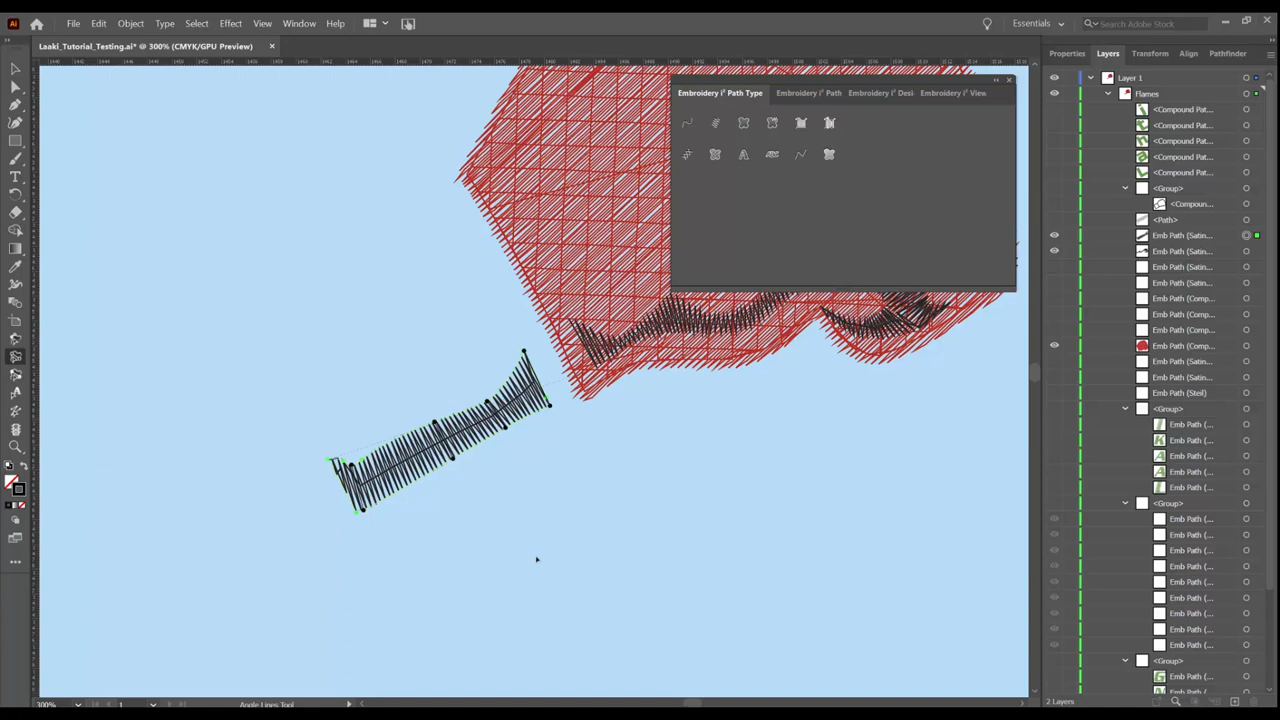 Ai File Edit Object Type Select Effect View Window Help Essentials Search Adobe Stock
Laaki_Tutorial_Testing.ai* @ 300% (CMYK/GPU Preview)
Properties Layers Transform Align Pathfinder
Embroidery i² Path Type Embroidery i² Path Embroidery i² Desi Embroidery i² View
Layer 1
Flames
<Compound Pat...
<Compound Pat...
<Compound Pat...
<Compound Pat...
<Compound Pat...
<Group>
<Compoun...
<Path>
Emb Path (Satin...
Emb Path (Satin...
Emb Path (Satin...
Emb Path (Satin...
Emb Path (Comp...
Emb Path (Comp...
Emb Path (Comp...
Emb Path (Comp...
Emb Path (Satin...
Emb Path (Satin...
Emb Path (Steil)
<Group>
Emb Path (...
Emb Path (...
Emb Path (...
Emb Path (...
Emb Path (...
<Group>
Emb Path (...
Emb Path (...
Emb Path (...
Emb Path (...
Emb Path (...
Emb Path (...
Emb Path (...
Emb Path (...
Emb Path (...
<Group>
Emb Path (...
Emb Path (...
300% 1 Angle Lines Tool 2 Layers